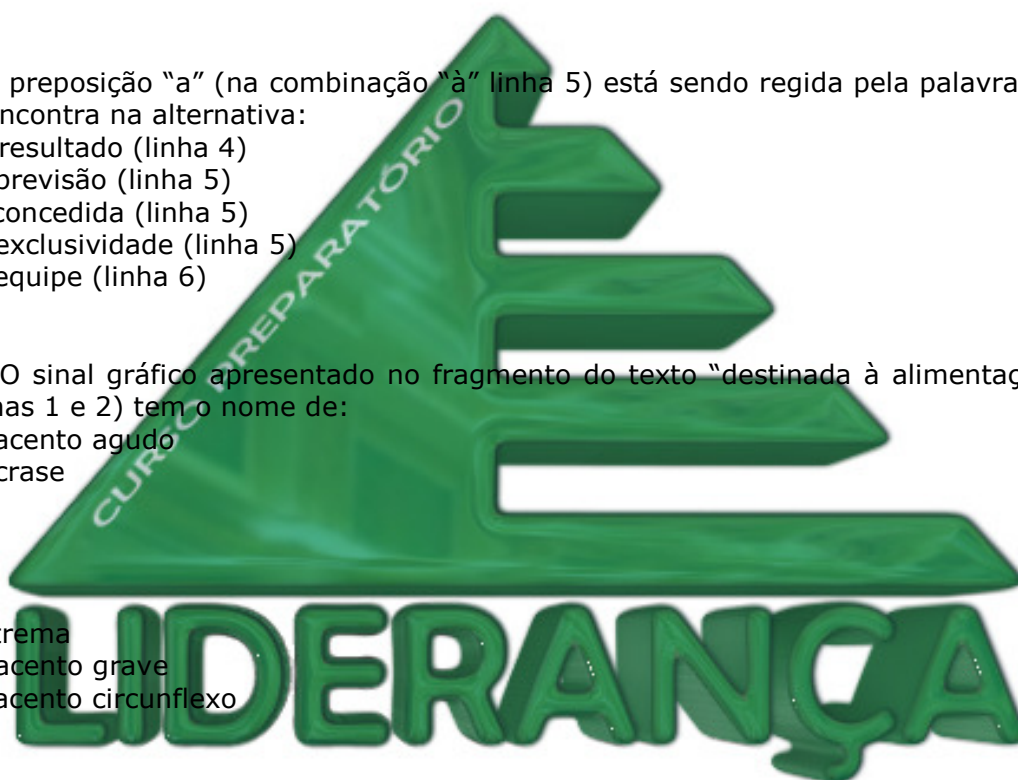 preposição “a” (na combinação “à” linha 5) está sendo regida pela palavra
ncontra na alternativa:
resultado (linha 4)
previsão (linha 5)
concedida (linha 5)
exclusividade (linha 5)
equipe (linha 6)
O sinal gráfico apresentado no fragmento do texto “destinada à alimentaç
nas 1 e 2) tem o nome de:
acento agudo
crase
trema
acento grave
acento circunflexo
CURSO PREPARATÓRIO
LIDERANÇA